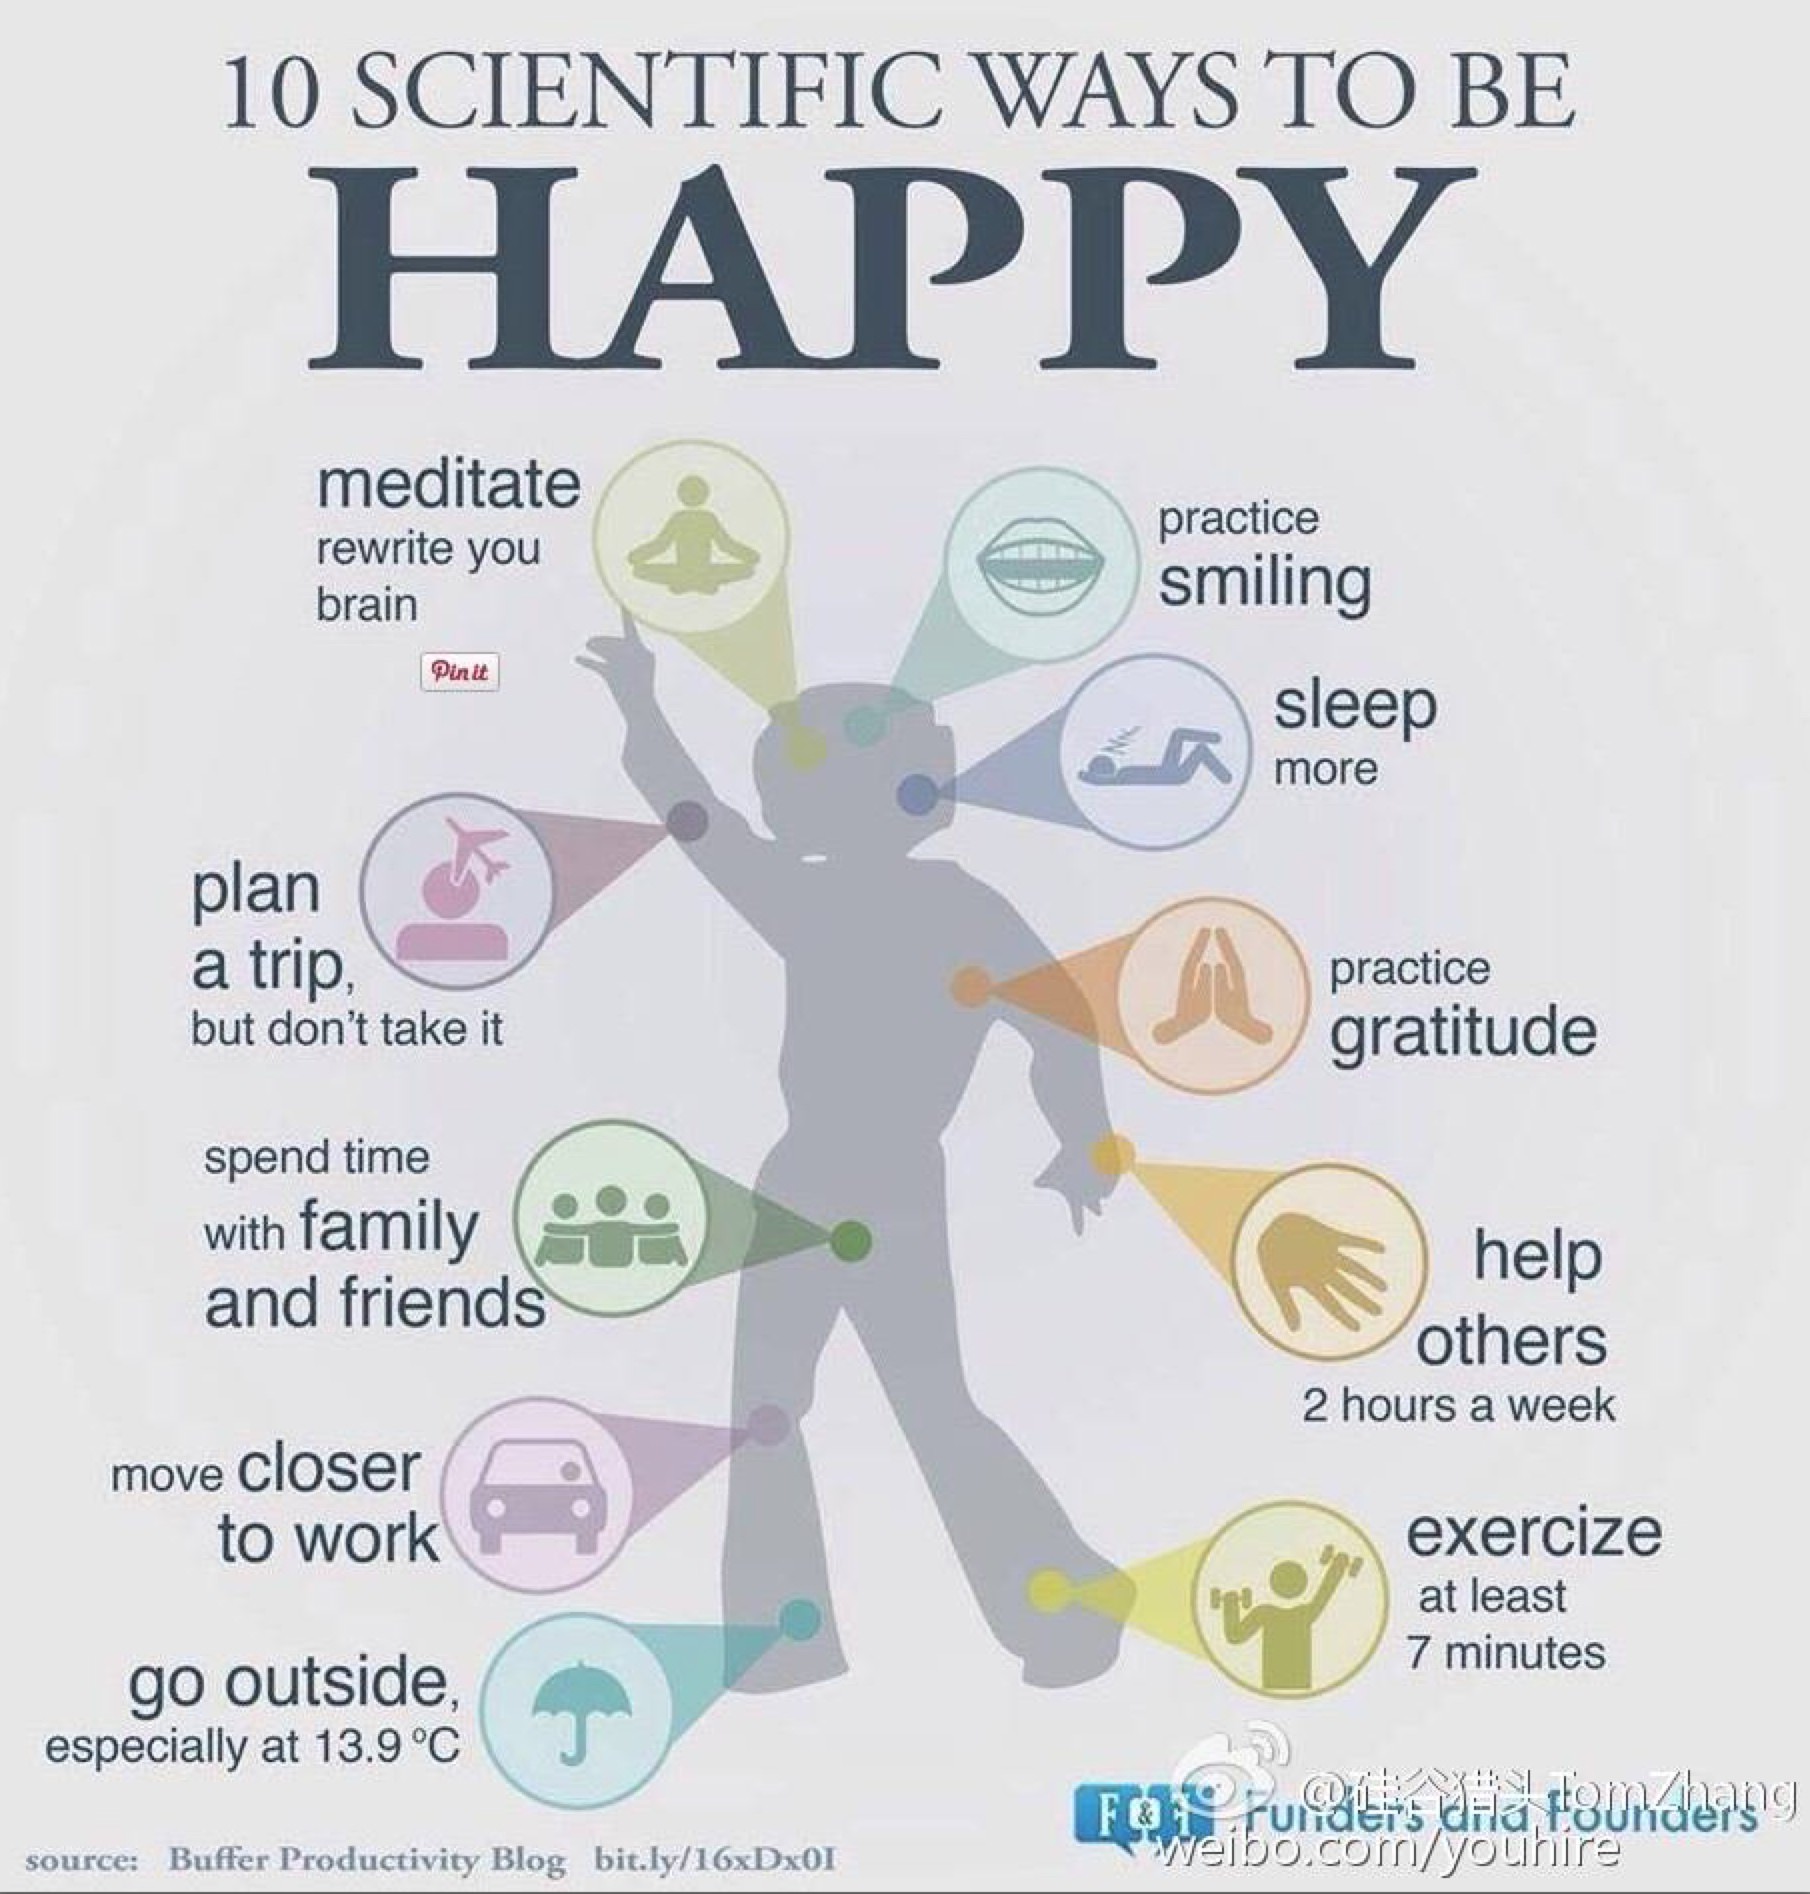 10 SCIENTIFIC WAYS TO BE
HAPPY
meditate
rewrite you
brain
Pin it
practice
smiling
sleep
more
plan
a trip,
but don't take it
practice
gratitude
spend time
with family
and friends
help
others
2 hours a week
move closer
to work
exercize
at least
7 minutes
go outside,
especially at 13.9 °C
@硅谷猎头TomZhang
F & F Funders and Founders
weibo.com/youhire
source: Buffer Productivity Blog bit.ly/16xDx0I